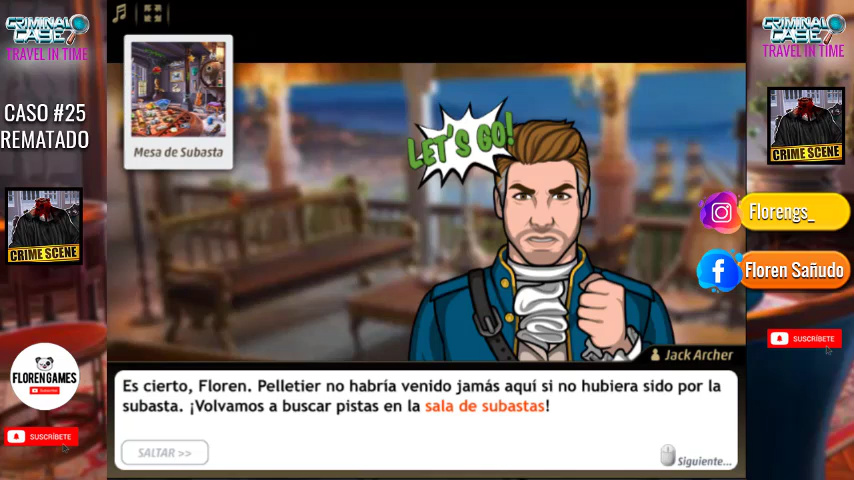 CRIMINAL
CASE
TRAVEL IN TIME
CASO #25
REMATADO
CRIME SCENE
FLOREN GAMES
SUSCRÍBETE
Mesa de Subasta
LET'S GO!
Jack Archer
Es cierto, Floren. Pelletier no habría venido jamás aquí si no hubiera sido por la
subasta. ¡Volvamos a buscar pistas en la sala de subastas!
SALTAR >>
Siguiente...
CRIMINAL
CASE
TRAVEL IN TIME
CRIME SCENE
Florengs_
Floren Sañudo
SUSCRÍBETE